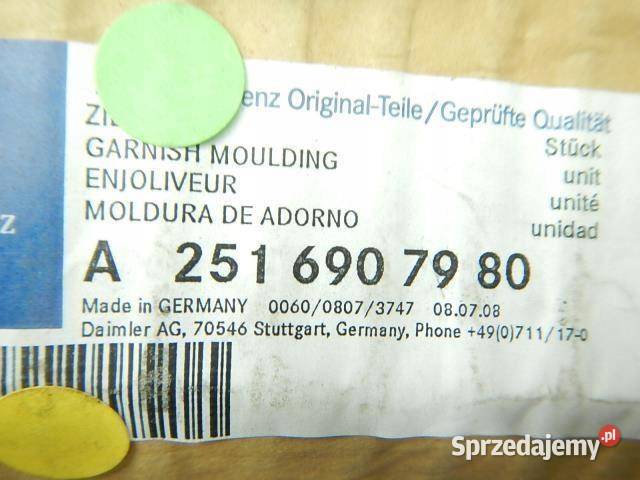 enz Original-Teile/Geprüfte Qualität
ZI
Stück
GARNISH MOULDING
unit
ENJOLIVEUR
unité
MOLDURA DE ADORNO
unidad
z
A 251 690 79 80
Made in GERMANY 0060/0807/3747 08.07.08
Daimler AG, 70546 Stuttgart, Germany, Phone +49(0)711/17-0
Sprzedajemy.pl